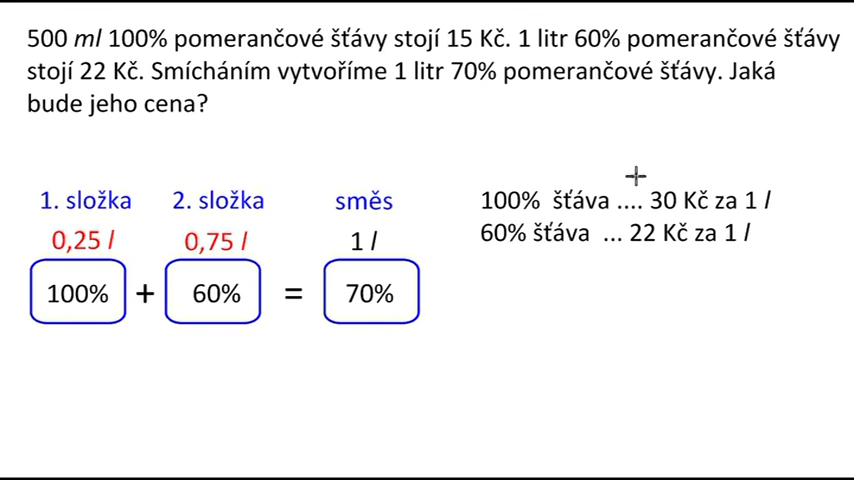 500 ml 100% pomerančové šťávy stojí 15 Kč. 1 litr 60% pomerančové šťávy
stojí 22 Kč. Smícháním vytvoříme 1 litr 70% pomerančové šťávy. Jaká
bude jeho cena?
1. složka 2. složka směs
0,25 l 0,75 l 1 l
100% + 60% = 70%
100% šťáva .... 30 Kč za 1 l
60% šťáva ... 22 Kč za 1 l